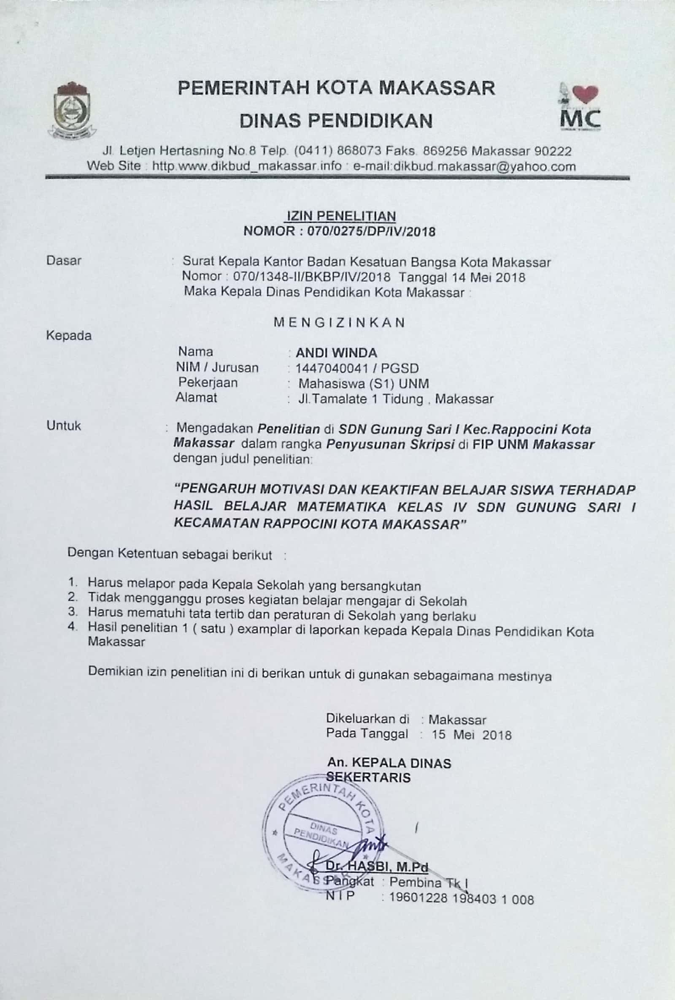 PEMERINTAH KOTA MAKASSAR
DINAS PENDIDIKAN
MC
Jl. Letjen Hertasning No.8 Telp. (0411) 868073 Faks. 869256 Makassar 90222
Web Site : http.www.dikbud_makassar.info : e-mail:dikbud.makassar@yahoo.com
IZIN PENELITIAN
NOMOR : 070/0275/DP/IV/2018
Dasar : Surat Kepala Kantor Badan Kesatuan Bangsa Kota Makassar
Nomor : 070/1348-II/BKBP/IV/2018 Tanggal 14 Mei 2018
Maka Kepala Dinas Pendidikan Kota Makassar :
M E N G I Z I N K A N
Kepada
Nama : ANDI WINDA
NIM / Jurusan : 1447040041 / PGSD
Pekerjaan : Mahasiswa (S1) UNM
Alamat : Jl.Tamalate 1 Tidung , Makassar
Untuk : Mengadakan Penelitian di SDN Gunung Sari I Kec.Rappocini Kota
Makassar dalam rangka Penyusunan Skripsi di FIP UNM Makassar
dengan judul penelitian:
“PENGARUH MOTIVASI DAN KEAKTIFAN BELAJAR SISWA TERHADAP
HASIL BELAJAR MATEMATIKA KELAS IV SDN GUNUNG SARI I
KECAMATAN RAPPOCINI KOTA MAKASSAR”
Dengan Ketentuan sebagai berikut :
1. Harus melapor pada Kepala Sekolah yang bersangkutan
2. Tidak mengganggu proses kegiatan belajar mengajar di Sekolah
3. Harus mematuhi tata tertib dan peraturan di Sekolah yang berlaku
4. Hasil penelitian 1 ( satu ) examplar di laporkan kepada Kepala Dinas Pendidikan Kota
Makassar
Demikian izin penelitian ini di berikan untuk di gunakan sebagaimana mestinya
Dikeluarkan di : Makassar
Pada Tanggal : 15 Mei 2018
An. KEPALA DINAS
SEKERTARIS
PEMERINTAH KOTA
DINAS
PENDIDIKAN
MAKASSAR
Dr. HASBI, M.Pd
Pangkat : Pembina Tk I
N I P : 19601228 198403 1 008